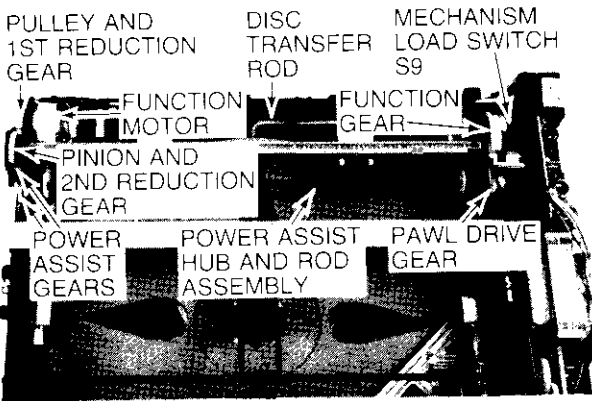 PULLEY AND
1ST REDUCTION
GEAR
DISC
TRANSFER
ROD
MECHANISM
LOAD SWITCH
S9
FUNCTION
MOTOR
FUNCTION
GEAR
PINION AND
2ND REDUCTION
GEAR
POWER
ASSIST
GEARS
POWER ASSIST
HUB AND ROD
ASSEMBLY
PAWL DRIVE
GEAR